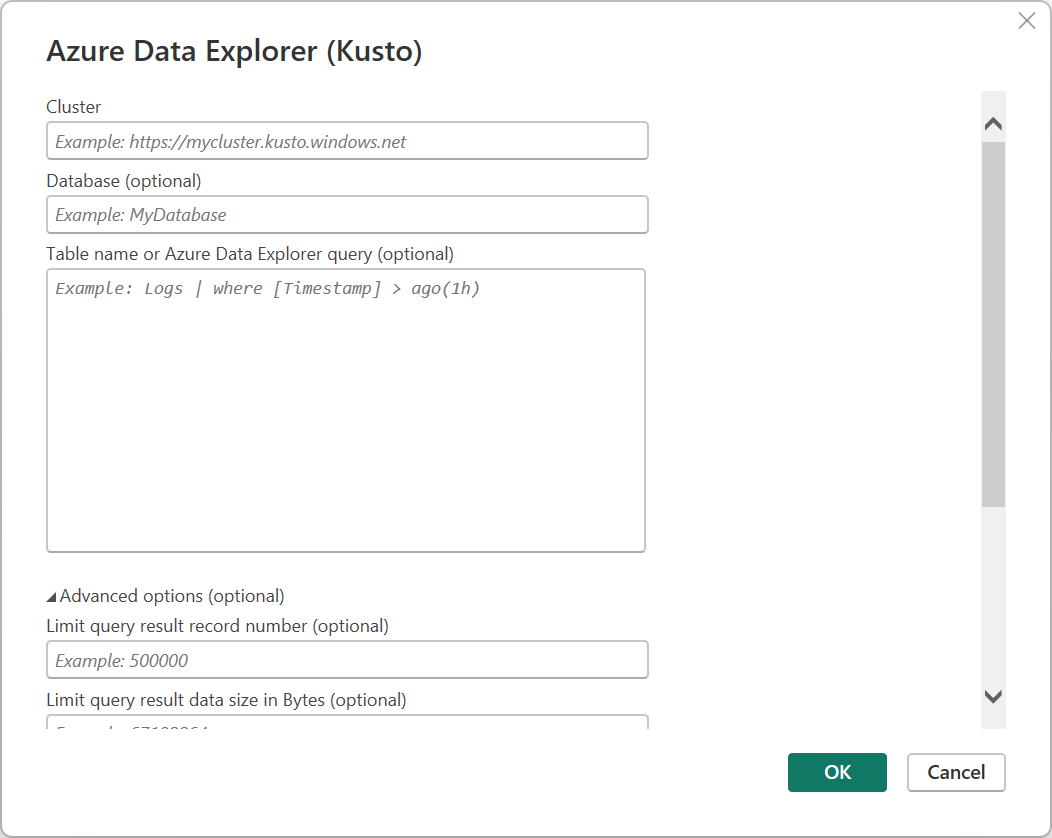 Azure Data Explorer (Kusto)
Cluster
Example: https://mycluster.kusto.windows.net
Database (optional)
Example: MyDatabase
Table name or Azure Data Explorer query (optional)
Example: Logs | where [Timestamp] > ago(1h)
Advanced options (optional)
Limit query result record number (optional)
Example: 500000
Limit query result data size in Bytes (optional)
OK
Cancel